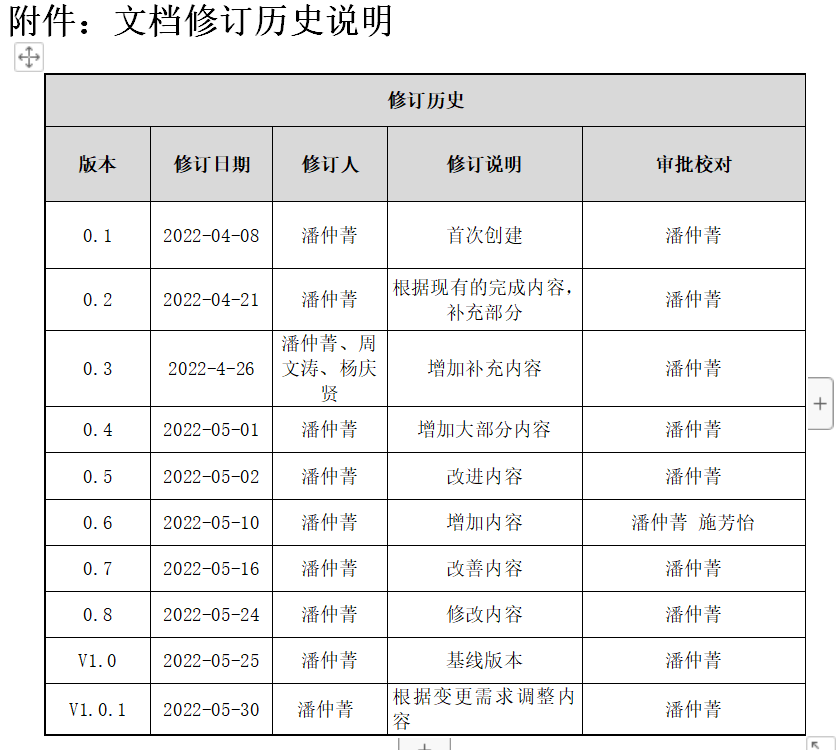 附件：文档修订历史说明
修订历史
版本 修订日期 修订人 修订说明 审批校对
0.1 2022-04-08 潘仲菁 首次创建 潘仲菁
0.2 2022-04-21 潘仲菁 根据现有的完成内容，
补充部分 潘仲菁
0.3 2022-4-26 潘仲菁、周
文涛、杨庆
贤 增加补充内容 潘仲菁
0.4 2022-05-01 潘仲菁 增加大部分内容 潘仲菁
0.5 2022-05-02 潘仲菁 改进内容 潘仲菁
0.6 2022-05-10 潘仲菁 增加内容 潘仲菁 施芳怡
0.7 2022-05-16 潘仲菁 改善内容 潘仲菁
0.8 2022-05-24 潘仲菁 修改内容 潘仲菁
V1.0 2022-05-25 潘仲菁 基线版本 潘仲菁
V1.0.1 2022-05-30 潘仲菁 根据变更需求调整内
容 潘仲菁